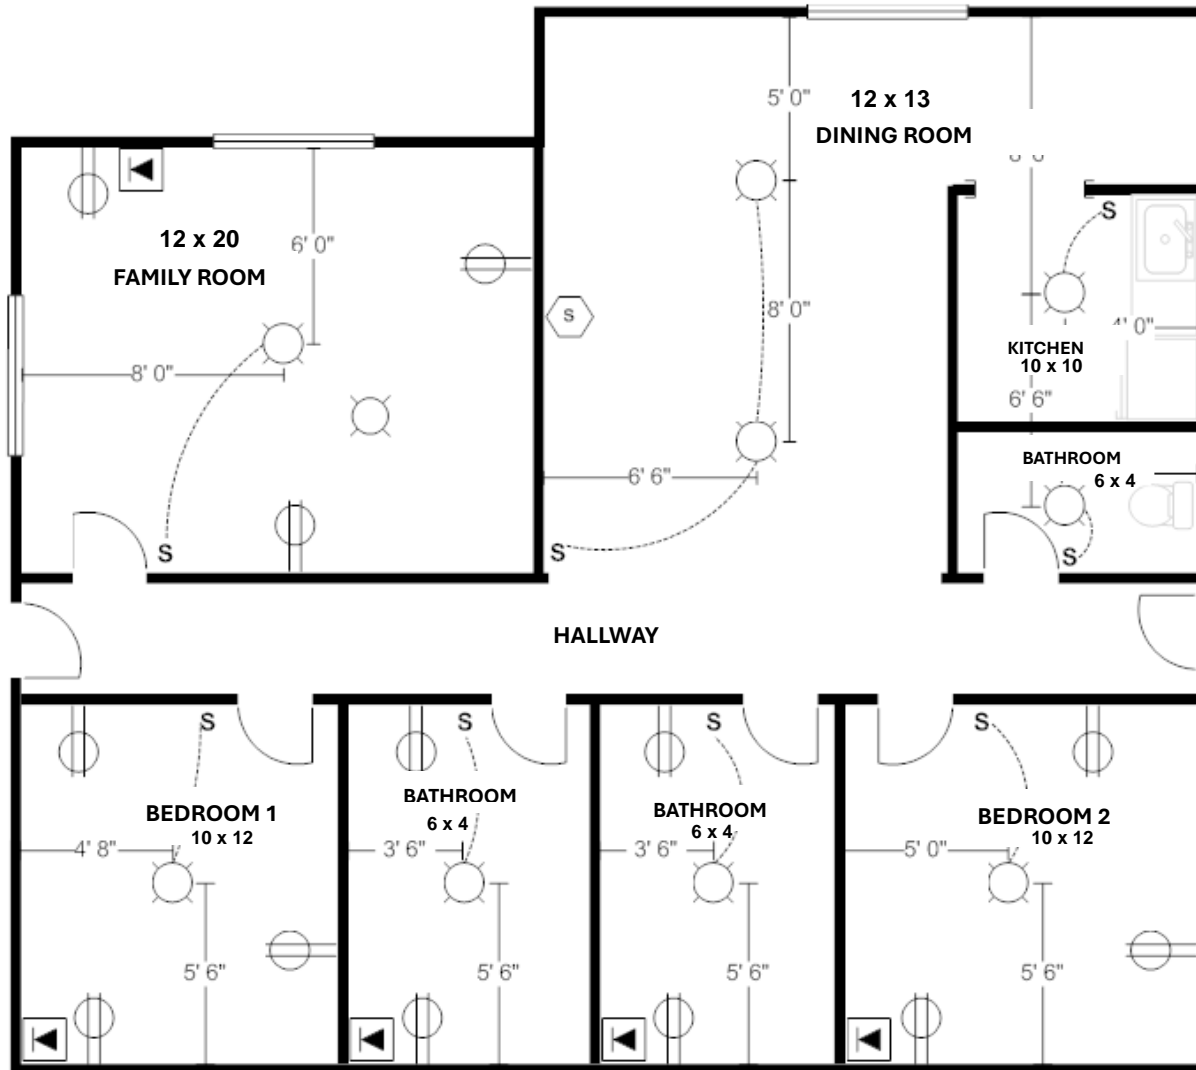 5' 0"
12 x 13
DINING ROOM
S
12 x 20
6' 0"
FAMILY ROOM
8' 0"
S
4' 0"
KITCHEN
10 x 10
8' 0"
6' 6"
BATHROOM
6 x 4
6' 6"
S
S
S
HALLWAY
S
S
S
S
BEDROOM 1
10 x 12
BATHROOM
6 x 4
BATHROOM
6 x 4
BEDROOM 2
10 x 12
4' 8"
3' 6"
3' 6"
5' 0"
5' 6"
5' 6"
5' 6"
5' 6"